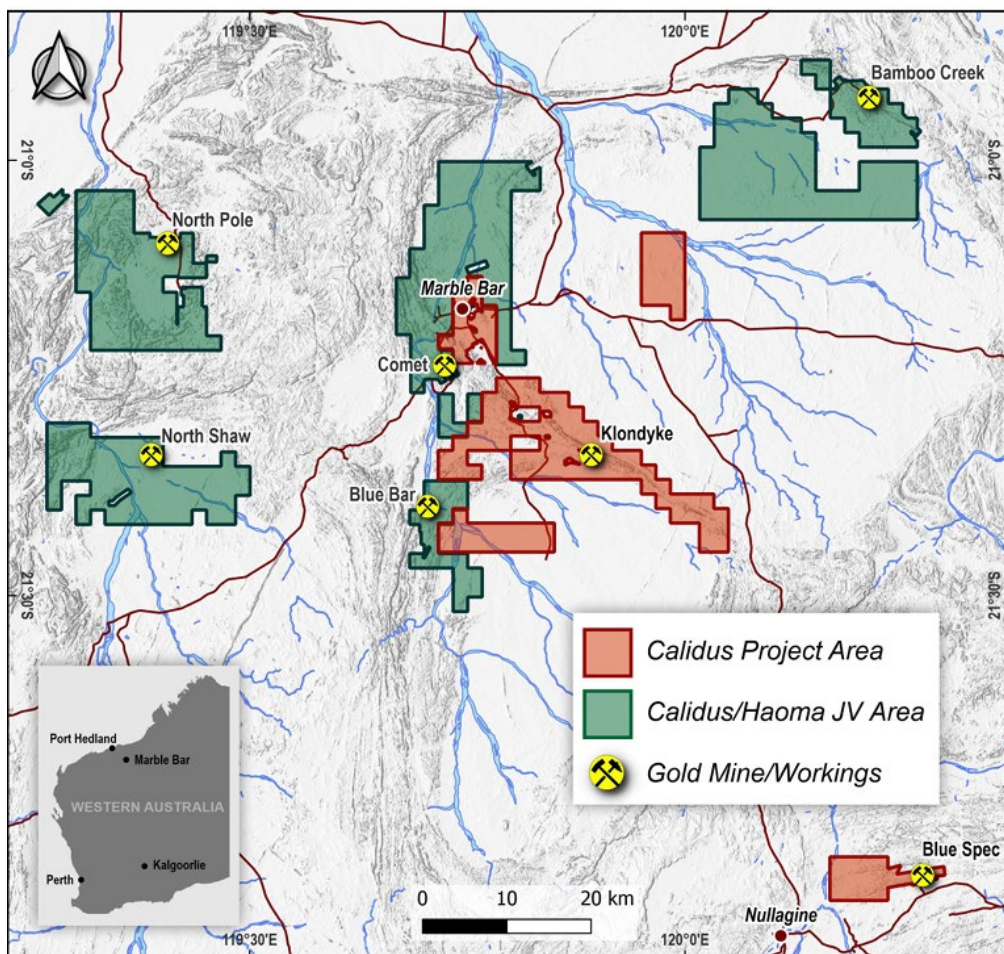 119°30'E
120°0'E
Bamboo Creek
21°0'S
21°0'S
North Pole
Marble Bar
Comet
North Shaw
Klondyke
Blue Bar
21°30'S
21°30'S
Calidus Project Area
Calidus/Haoma JV Area
Gold Mine/Workings
Port Hedland
Marble Bar
WESTERN AUSTRALIA
Kalgoorlie
Perth
0 10 20 km
Blue Spec
Nullagine
119°30'E
120°0'E